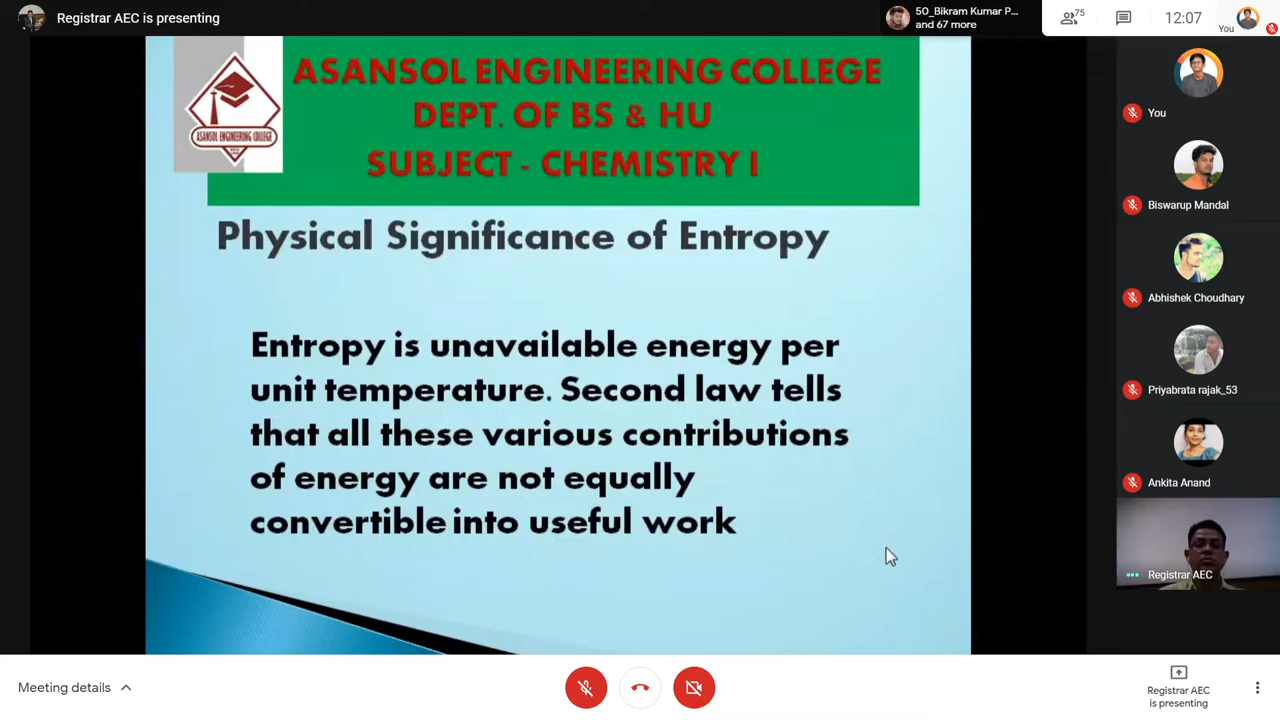 Registrar AEC is presenting
50_Bikram Kumar P...
and 67 more
75
12:07
You
ASANSOL ENGINEERING COLLEGE
DEPT. OF BS & HU
SUBJECT - CHEMISTRY I
ASANSOL ENGINEERING COLLEGE
Physical Significance of Entropy
Entropy is unavailable energy per
unit temperature. Second law tells
that all these various contributions
of energy are not equally
convertible into useful work
You
Biswarup Mandal
Abhishek Choudhary
Priyabrata rajak_53
Ankita Anand
Registrar AEC
Meeting details
Registrar AEC
is presenting